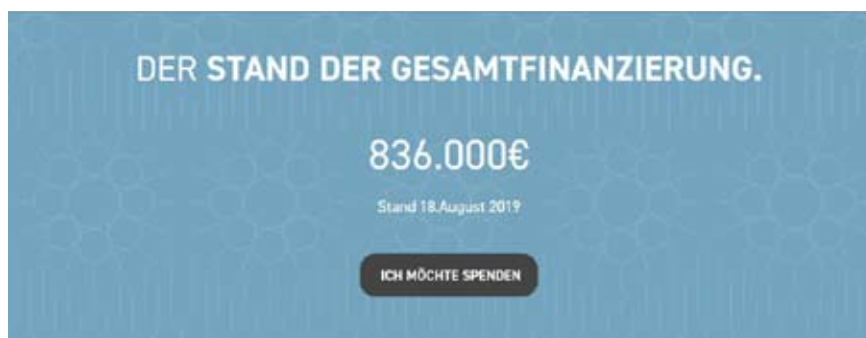 DER STAND DER GESAMTFINANZIERUNG.
836.000€
Stand 18.August 2019
ICH MÖCHTE SPENDEN